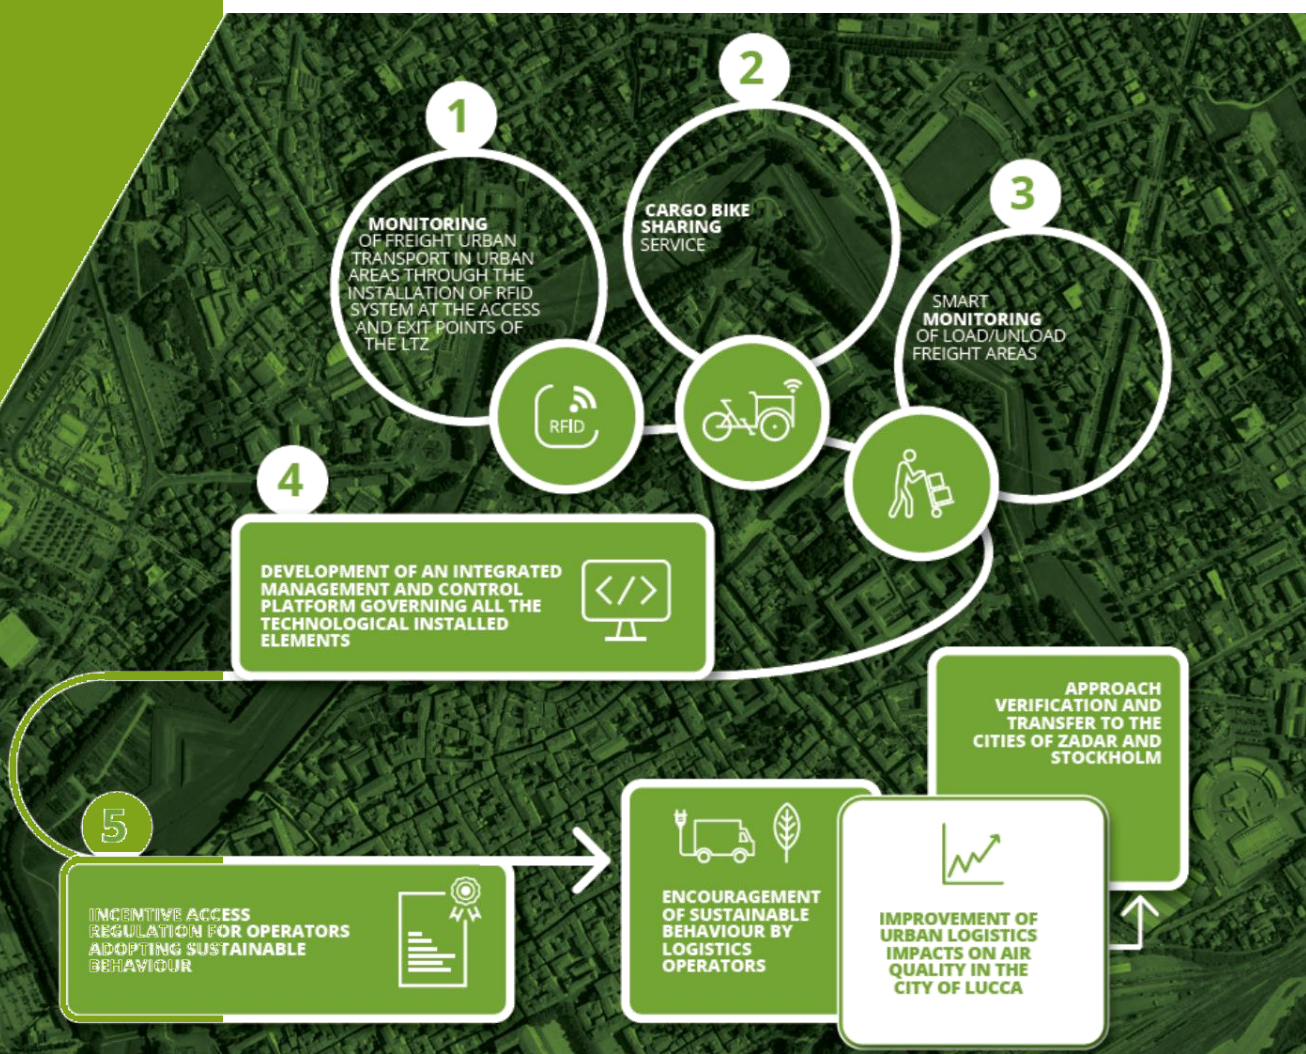 1
MONITORING
OF FREIGHT URBAN
TRANSPORT IN URBAN
AREAS THROUGH THE
INSTALLATION OF RFID
SYSTEM AT THE ACCESS
AND EXIT POINTS OF
THE LTZ
RFID
2
CARGO BIKE
SHARING
SERVICE
3
SMART
MONITORING
OF LOAD/UNLOAD
FREIGHT AREAS
4
DEVELOPMENT OF AN INTEGRATED
MANAGEMENT AND CONTROL
PLATFORM GOVERNING ALL THE
TECHNOLOGICAL INSTALLED
ELEMENTS
</>
5
INCENTIVE ACCESS
REGULATION FOR OPERATORS
ADOPTING SUSTAINABLE
BEHAVIOUR
ENCOURAGEMENT
OF SUSTAINABLE
BEHAVIOUR BY
LOGISTICS
OPERATORS
IMPROVEMENT OF
URBAN LOGISTICS
IMPACTS ON AIR
QUALITY IN THE
CITY OF LUCCA
APPROACH
VERIFICATION AND
TRANSFER TO THE
CITIES OF ZADAR AND
STOCKHOLM